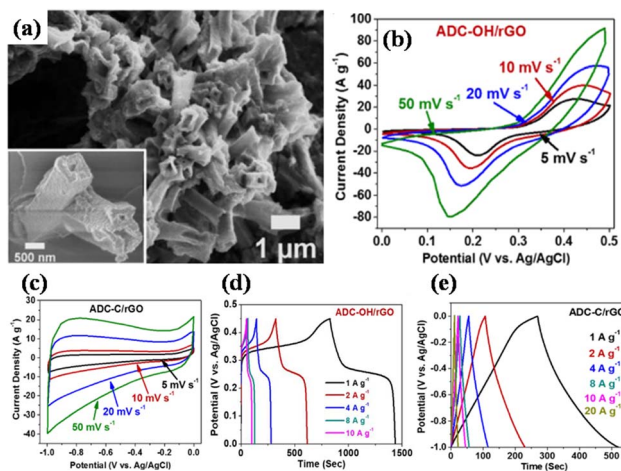 (a)
1 μm
500 nm
(b)
ADC-OH/rGO
10 mV s⁻¹
20 mV s⁻¹
50 mV s⁻¹
5 mV s⁻¹
Current Density (A g⁻¹)
100
80
60
40
20
0
-20
-40
-60
-80
0.0 0.1 0.2 0.3 0.4 0.5
Potential (V vs. Ag/AgCl)
(c)
ADC-C/rGO
5 mV s⁻¹
10 mV s⁻¹
20 mV s⁻¹
50 mV s⁻¹
Current Density (A g⁻¹)
40
30
20
10
0
-10
-20
-30
-40
-1.0 -0.8 -0.6 -0.4 -0.2 0.0
Potential (V vs. Ag/AgCl)
(d)
ADC-OH/rGO
1 A g⁻¹
2 A g⁻¹
4 A g⁻¹
8 A g⁻¹
10 A g⁻¹
Potential (V vs. Ag/AgCl)
0.5
0.4
0.3
0.2
0.1
0.0
0 300 600 900 1200 1500
Time (Sec)
(e)
ADC-C/rGO
1 A g⁻¹
2 A g⁻¹
4 A g⁻¹
8 A g⁻¹
10 A g⁻¹
20 A g⁻¹
Potential (V vs. Ag/AgCl)
0.0
-0.2
-0.4
-0.6
-0.8
-1.0
0 100 200 300 400 500
Time (Sec)